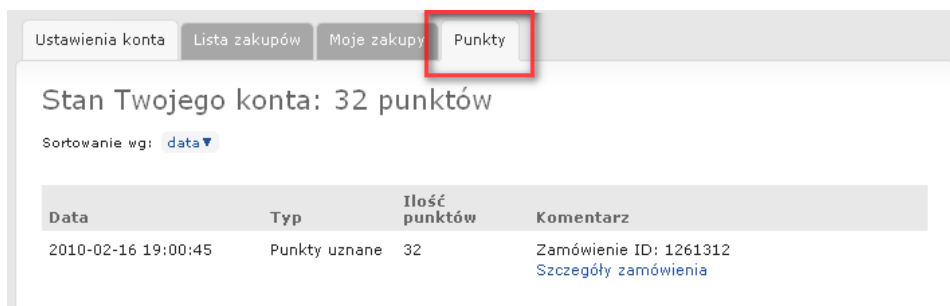 Ustawienia konta Lista zakupów Moje zakupy Punkty
Stan Twojego konta: 32 punktów
Sortowanie wg: data▼
Data Typ Ilość punktów Komentarz
2010-02-16 19:00:45 Punkty uznane 32 Zamówienie ID: 1261312
Szczegóły zamówienia